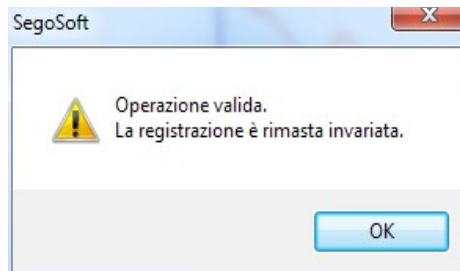 SegoSoft
Operazione valida.
La registrazione è rimasta invariata.
OK